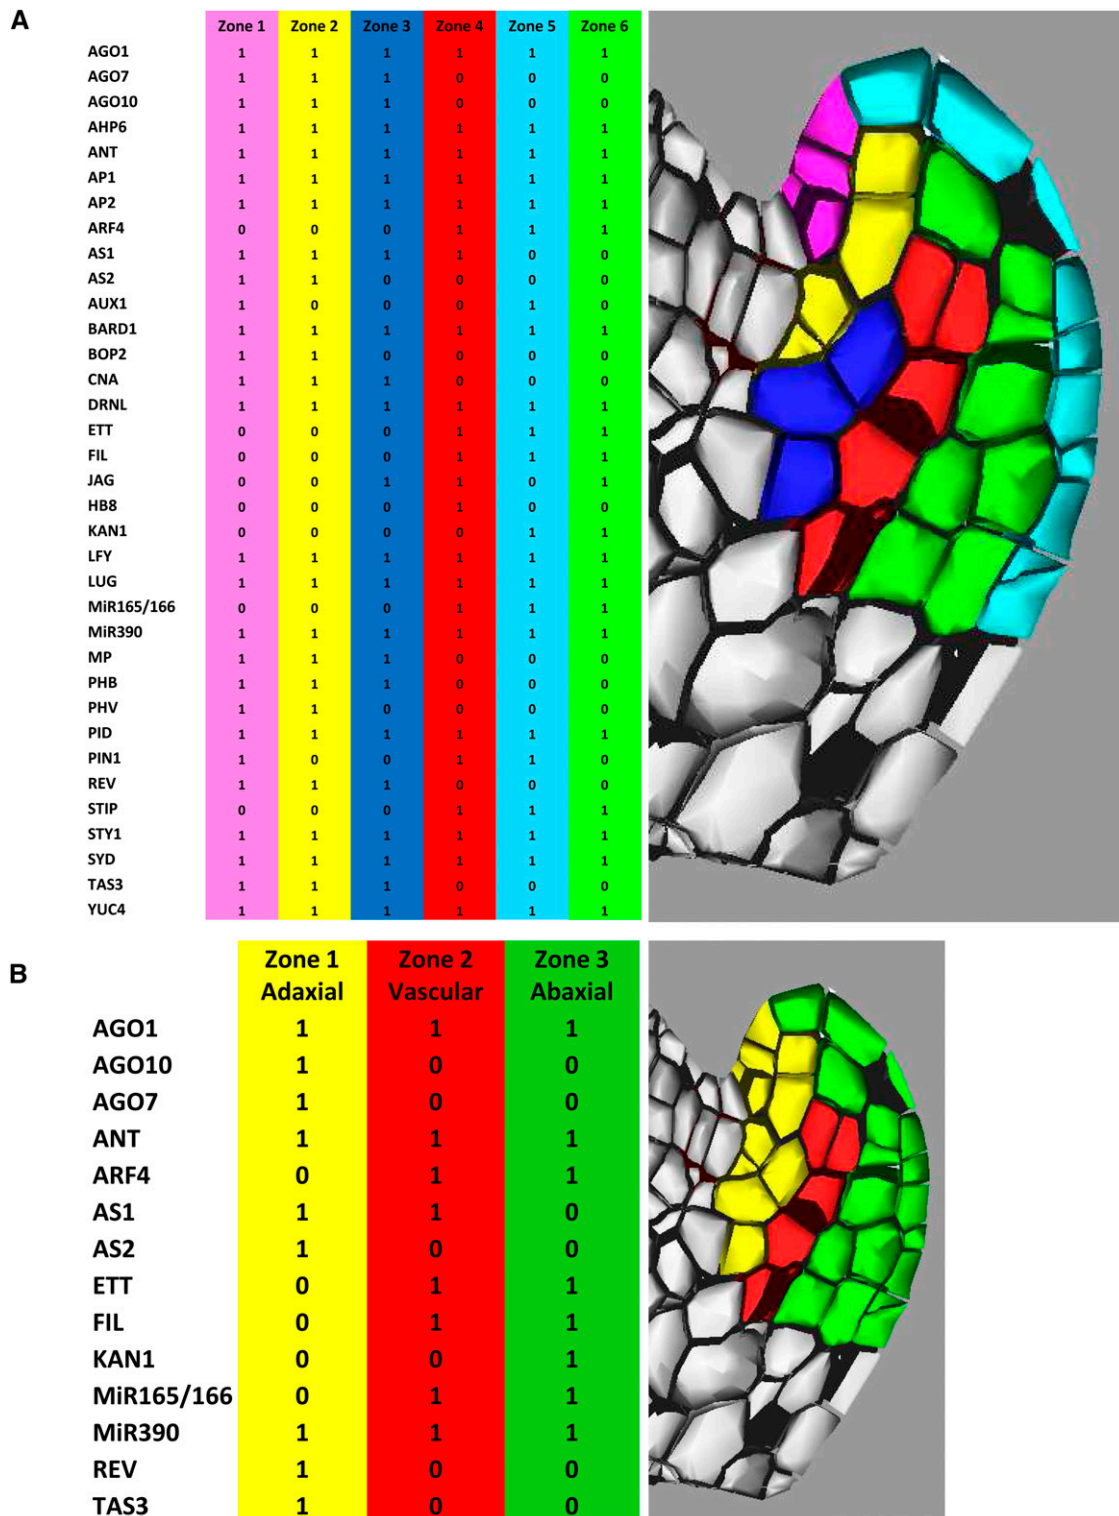 A
Zone 1 Zone 2 Zone 3 Zone 4 Zone 5 Zone 6
AGO1 1 1 1 1 1 1
AGO7 1 1 1 0 0 0
AGO10 1 1 1 0 0 0
AHP6 1 1 1 1 1 1
ANT 1 1 1 1 1 1
AP1 1 1 1 1 1 1
AP2 1 1 1 1 1 1
ARF4 0 0 0 1 1 1
AS1 1 1 1 1 0 0
AS2 1 1 0 0 0 0
AUX1 1 0 0 0 1 0
BARD1 1 1 1 1 1 1
BOP2 1 1 0 0 0 0
CNA 1 1 1 0 0 0
DRNL 1 1 1 1 1 1
ETT 0 0 0 1 1 1
FIL 0 0 0 1 1 1
JAG 0 0 1 1 0 1
HB8 0 0 0 1 0 0
KAN1 0 0 0 0 1 1
LFY 1 1 1 1 1 1
LUG 1 1 1 1 1 1
MiR165/166 0 0 0 1 1 1
MiR390 1 1 1 1 1 1
MP 1 1 1 0 0 0
PHB 1 1 1 0 0 0
PHV 1 1 0 0 0 0
PID 1 1 1 1 1 1
PIN1 1 0 0 1 1 0
REV 1 1 1 0 0 0
STIP 0 0 0 1 1 1
STY1 1 1 1 1 1 1
SYD 1 1 1 1 1 1
TAS3 1 1 1 0 0 0
YUC4 1 1 1 1 1 1
B
Zone 1 Zone 2 Zone 3
Adaxial Vascular Abaxial
AGO1 1 1 1
AGO10 1 0 0
AGO7 1 0 0
ANT 1 1 1
ARF4 0 1 1
AS1 1 1 0
AS2 1 0 0
ETT 0 1 1
FIL 0 1 1
KAN1 0 0 1
MiR165/166 0 1 1
MiR390 1 1 1
REV 1 0 0
TAS3 1 0 0